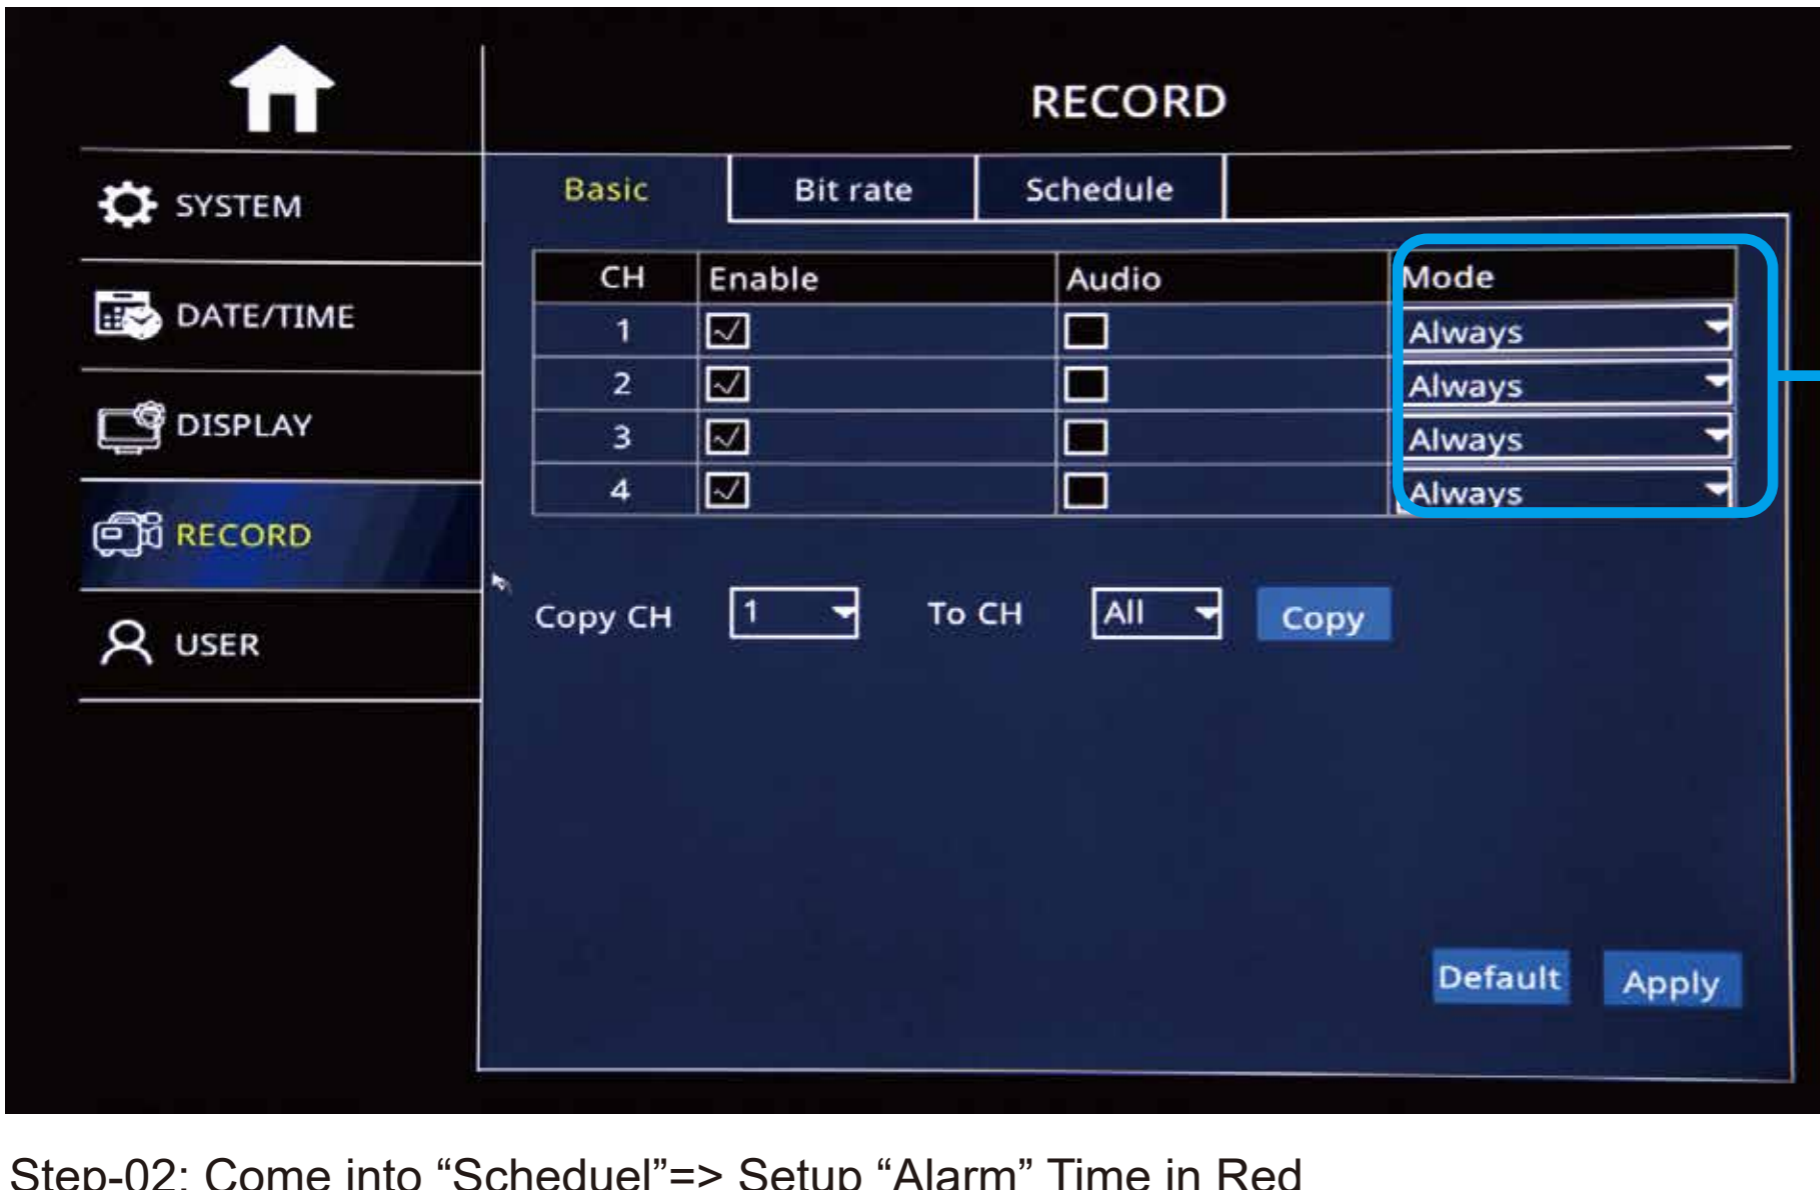 RECORD
SYSTEM
DATE/TIME
DISPLAY
RECORD
USER
Basic Bit rate Schedule
CH Enable Audio Mode
1 Always
2 Always
3 Always
4 Always
Copy CH 1 To CH All Copy
Default Apply
Step-02: Come into “Scheduel”=> Setup “Alarm” Time in Red